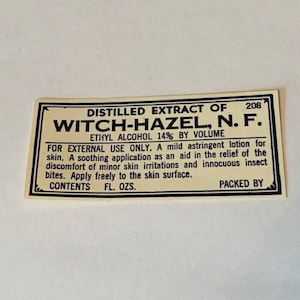 DISTILLED EXTRACT OF 208
WITCH-HAZEL, N. F.
ETHYL ALCOHOL 14% BY VOLUME
FOR EXTERNAL USE ONLY. A mild astringent lotion for
skin. A soothing application as an aid in the relief of the
discomfort of minor skin irritations and innocuous insect
bites. Apply freely to the skin surface.
CONTENTS FL. OZS. PACKED BY